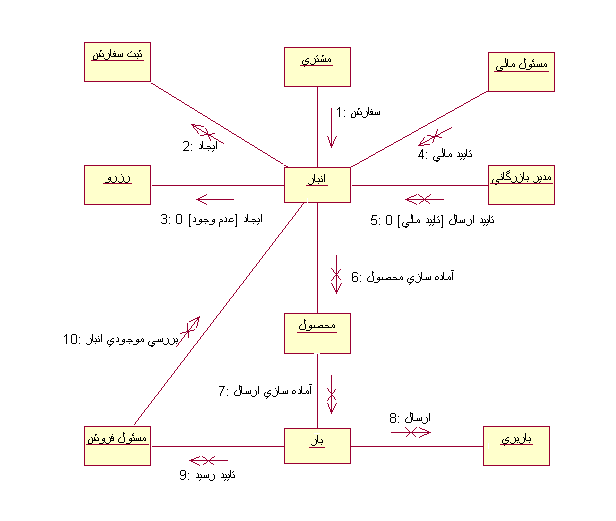 ثبت سفارش
مشتري
مسئول مالي
1: سفارش
2: ايجاد
4: تاييد مالي
رزرو
انبار
مدير بازرگاني
3: 0 [عدم وجود] ايجاد
5: 0 [تاييد مالي] تاييد ارسال
6: آماده سازي محصول
محصول
10: بررسي موجودي انبار
7: آماده سازي ارسال
8: ارسال
مسئول فروش
بار
باربري
9: تاييد رسيد